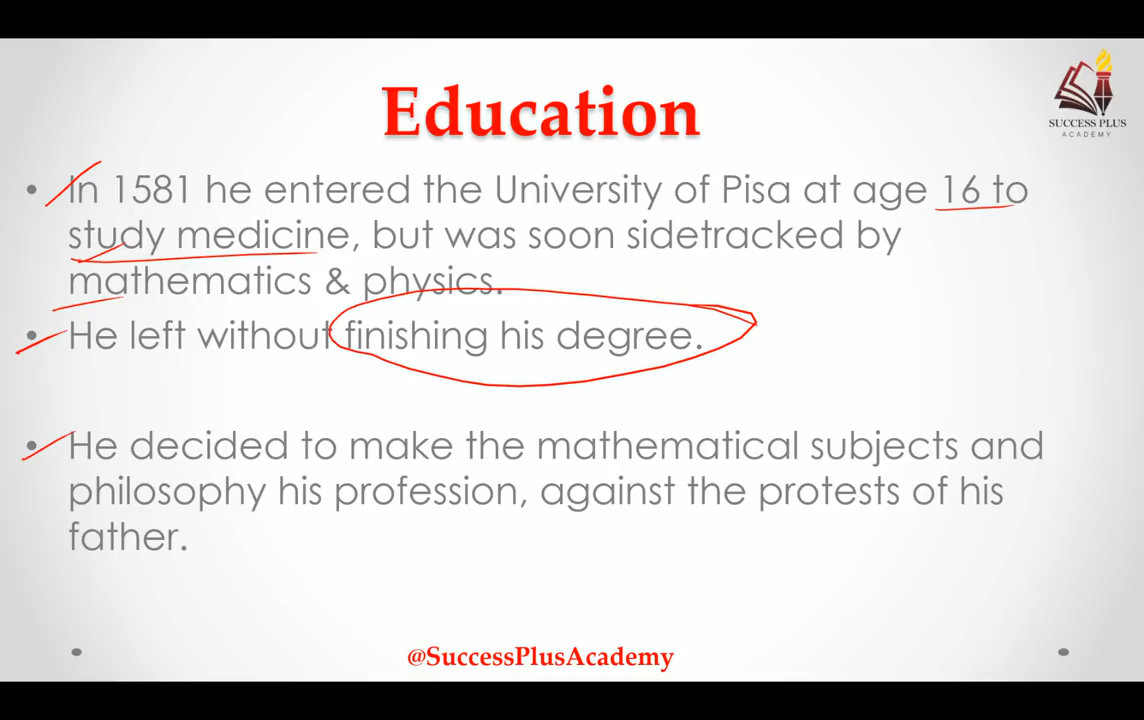 Education
SUCCESS PLUS
ACADEMY
• In 1581 he entered the University of Pisa at age 16 to
study medicine, but was soon sidetracked by
mathematics & physics.
• He left without finishing his degree.
• He decided to make the mathematical subjects and
philosophy his profession, against the protests of his
father.
@SuccessPlusAcademy